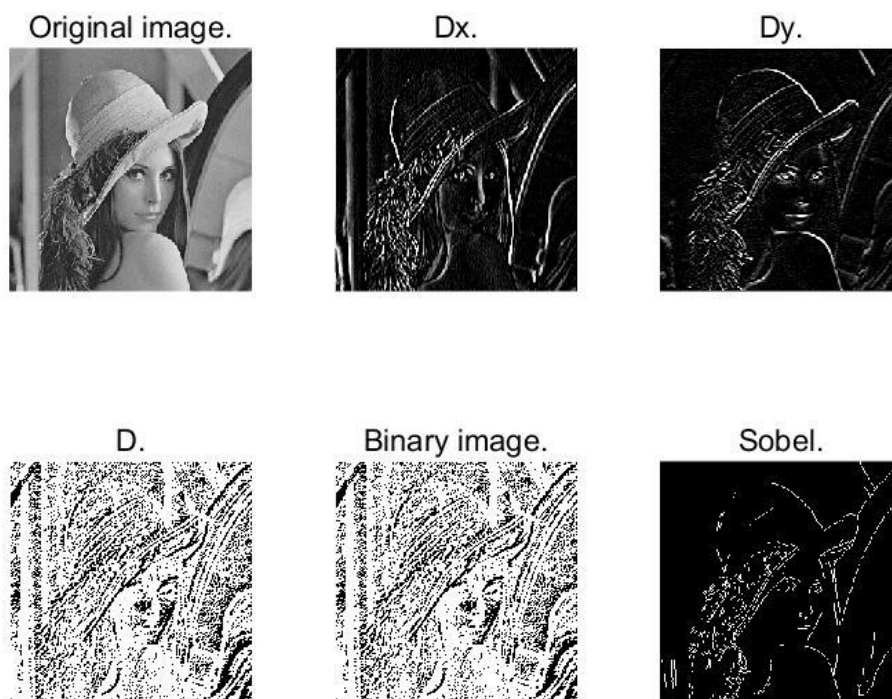 Original image.
Dx.
Dy.
D.
Binary image.
Sobel.